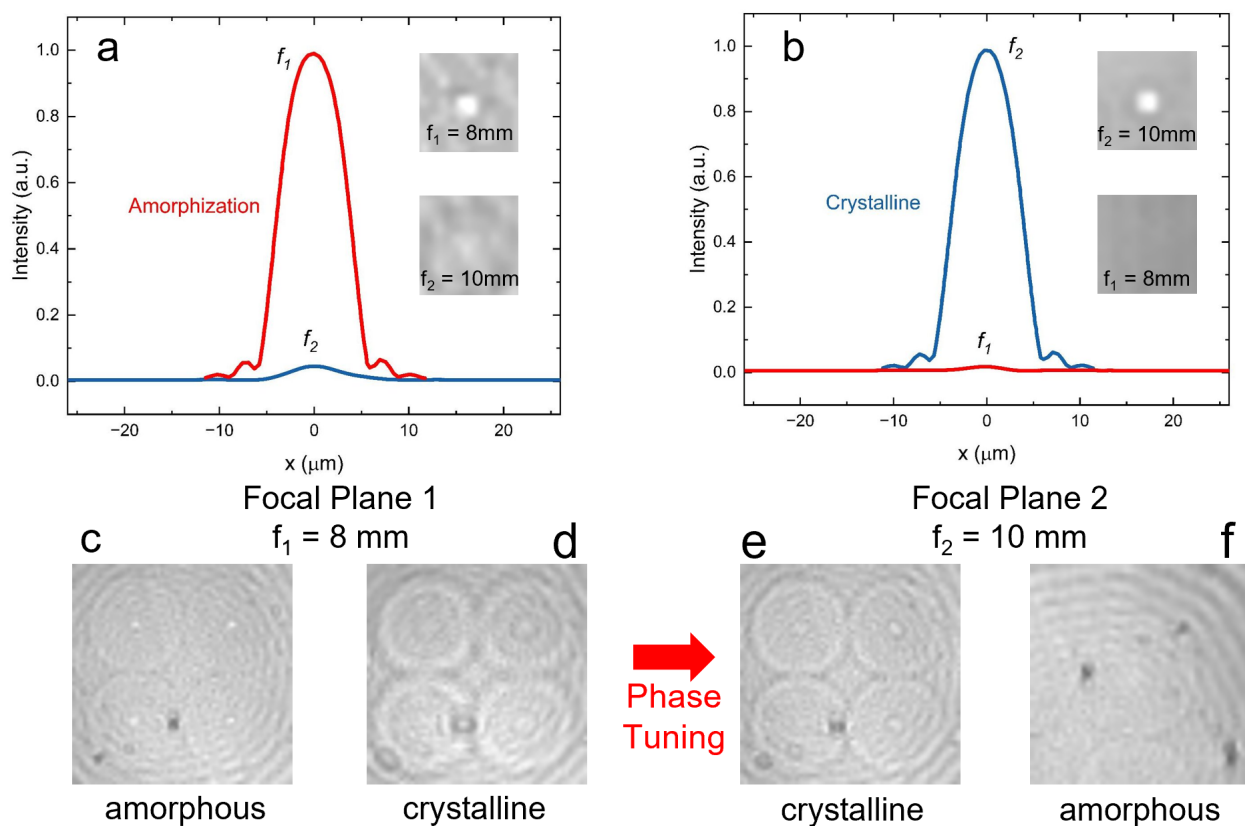 a
f₁
Amorphization
f₁ = 8mm
f₂ = 10mm
f₂
Intensity (a.u.)
1.0
0.8
0.6
0.4
0.2
0.0
−20
−10
0
10
20
x (μm)
b
f₂
Crystalline
f₂ = 10mm
f₁ = 8mm
f₁
Intensity (a.u.)
1.0
0.8
0.6
0.4
0.2
0.0
−20
−10
0
10
20
x (μm)
Focal Plane 1
f₁ = 8 mm
Focal Plane 2
f₂ = 10 mm
c
d
e
f
Phase
Tuning
amorphous
crystalline
crystalline
amorphous